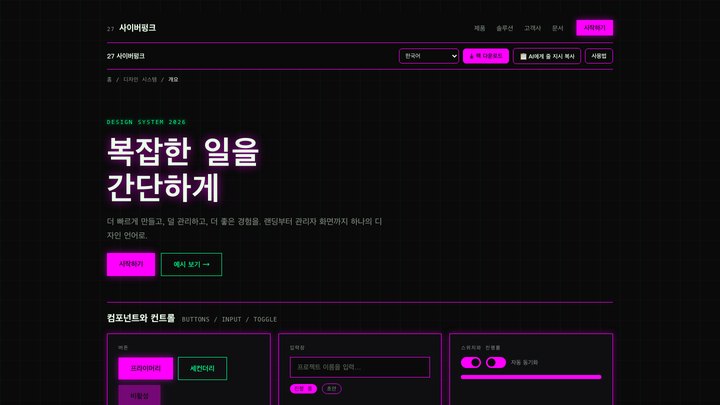 27 사이버펑크
제품 솔루션 고객사 문서 시작하기
27 사이버펑크
한국어 팩 다운로드 AI에게 줄 지시 복사 사용법
홈 / 디자인 시스템 / 개요
DESIGN SYSTEM 2026
복잡한 일을
간단하게
더 빠르게 만들고, 덜 관리하고, 더 좋은 경험을. 랜딩부터 관리자 화면까지 하나의 디
자인 언어로.
시작하기 예시 보기 →
컴포넌트와 컨트롤 BUTTONS / INPUT / TOGGLE
버튼
프라이머리 세컨더리
비활성
입력창
프로젝트 이름을 입력...
스위치와 진행률
자동 동기화